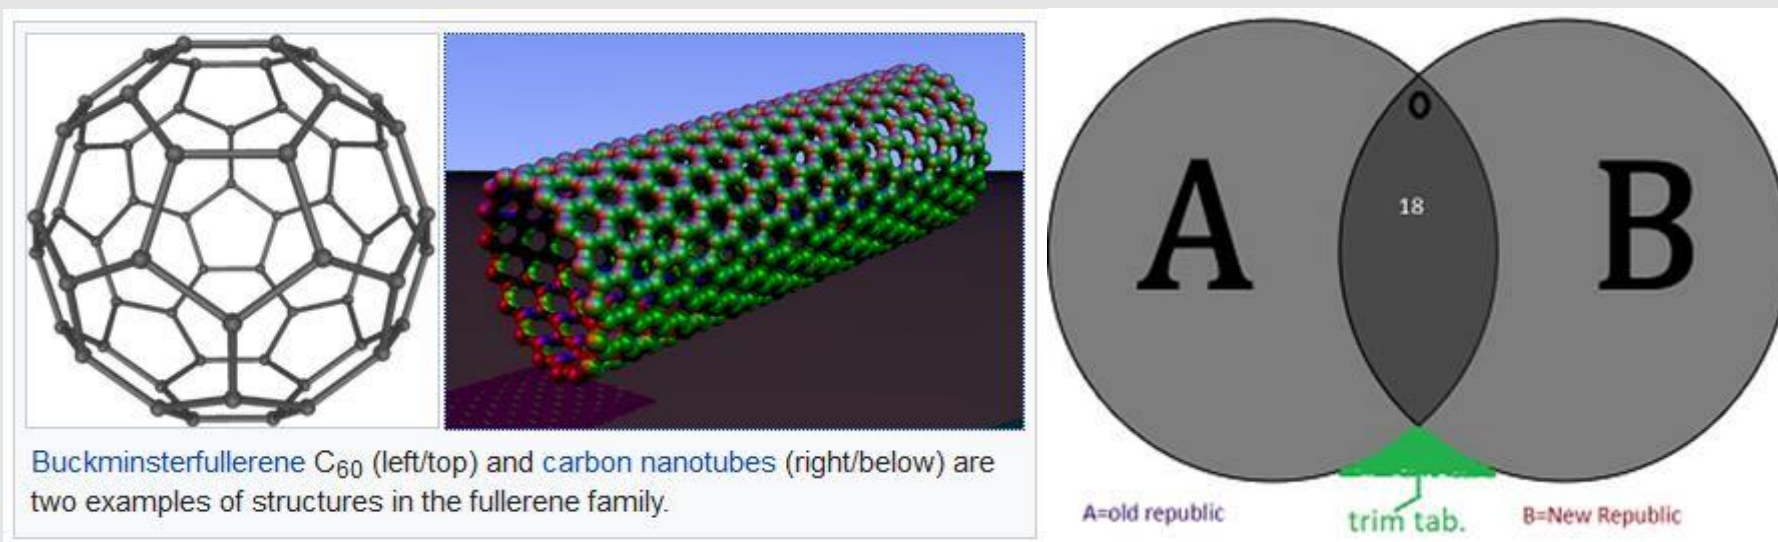 Buckminsterfullerene C60 (left/top) and carbon nanotubes (right/below) are
two examples of structures in the fullerene family.
0
A
18
B
A=old republic
trim tab.
B=New Republic